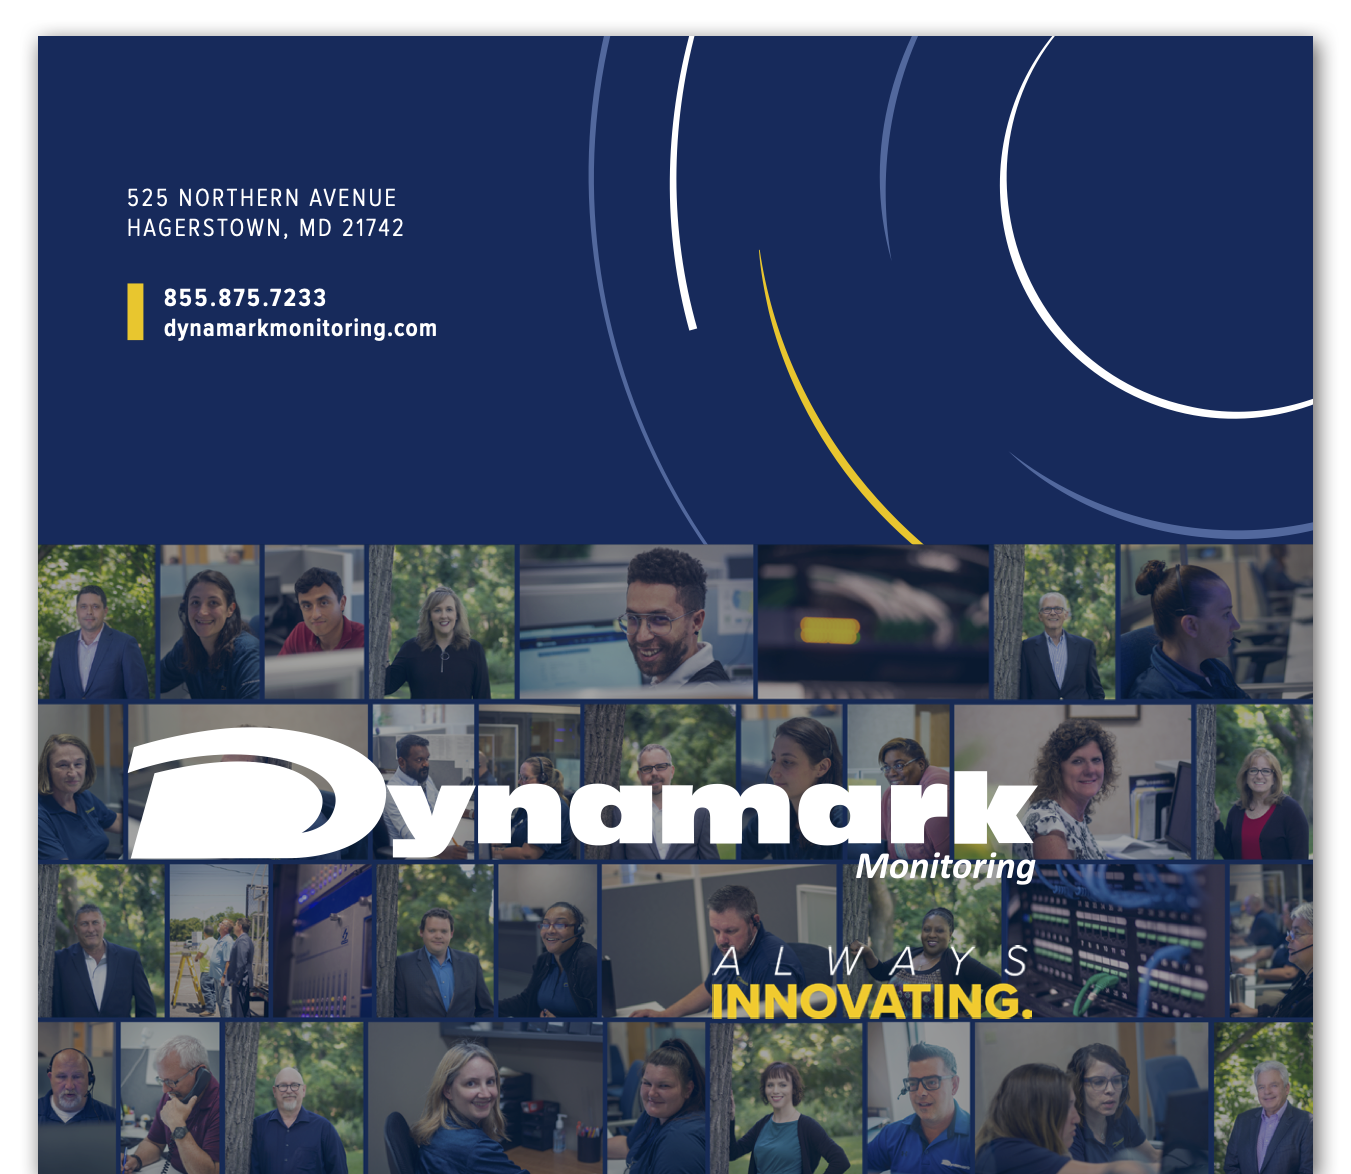 525 NORTHERN AVENUE
HAGERSTOWN, MD 21742
855.875.7233
dynamarkmonitoring.com
Dynamark
Monitoring
ALWAYS
INNOVATING.